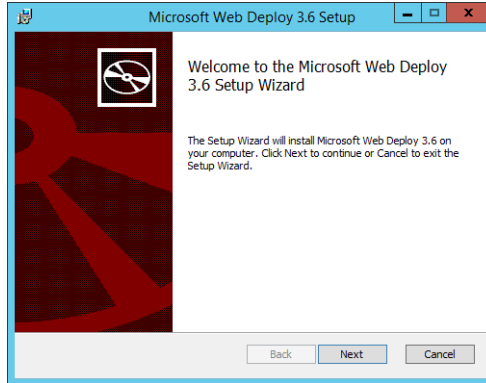 Microsoft Web Deploy 3.6 Setup
Welcome to the Microsoft Web Deploy
3.6 Setup Wizard
The Setup Wizard will install Microsoft Web Deploy 3.6 on
your computer. Click Next to continue or Cancel to exit the
Setup Wizard.
Back Next Cancel